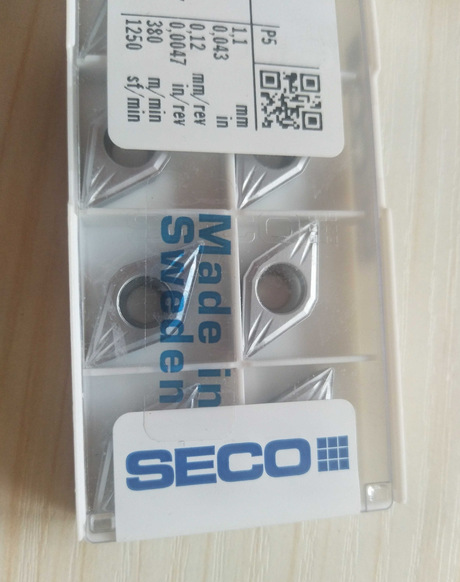 P5
1,1 mm
0,043 in
0,12 mm/rev
0,0047 in/rev
380 m/min
1250 sf/min
Made in
Sweden
SECO